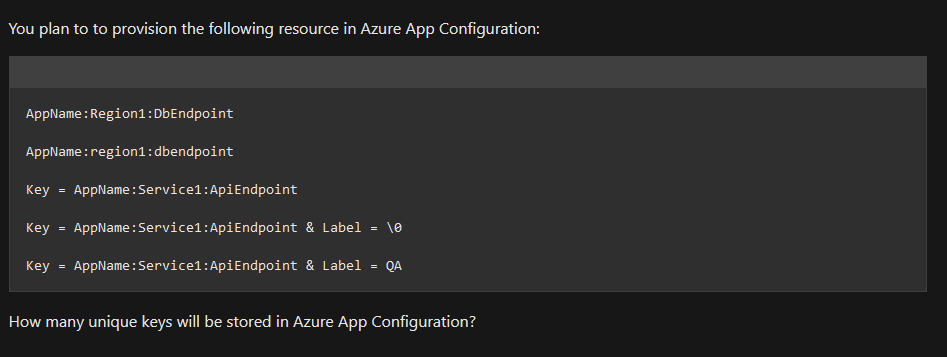 You plan to to provision the following resource in Azure App Configuration:
AppName:Region1:DbEndpoint
AppName:region1:dbendpoint
Key = AppName:Service1:ApiEndpoint
Key = AppName:Service1:ApiEndpoint & Label = \0
Key = AppName:Service1:ApiEndpoint & Label = QA
How many unique keys will be stored in Azure App Configuration?